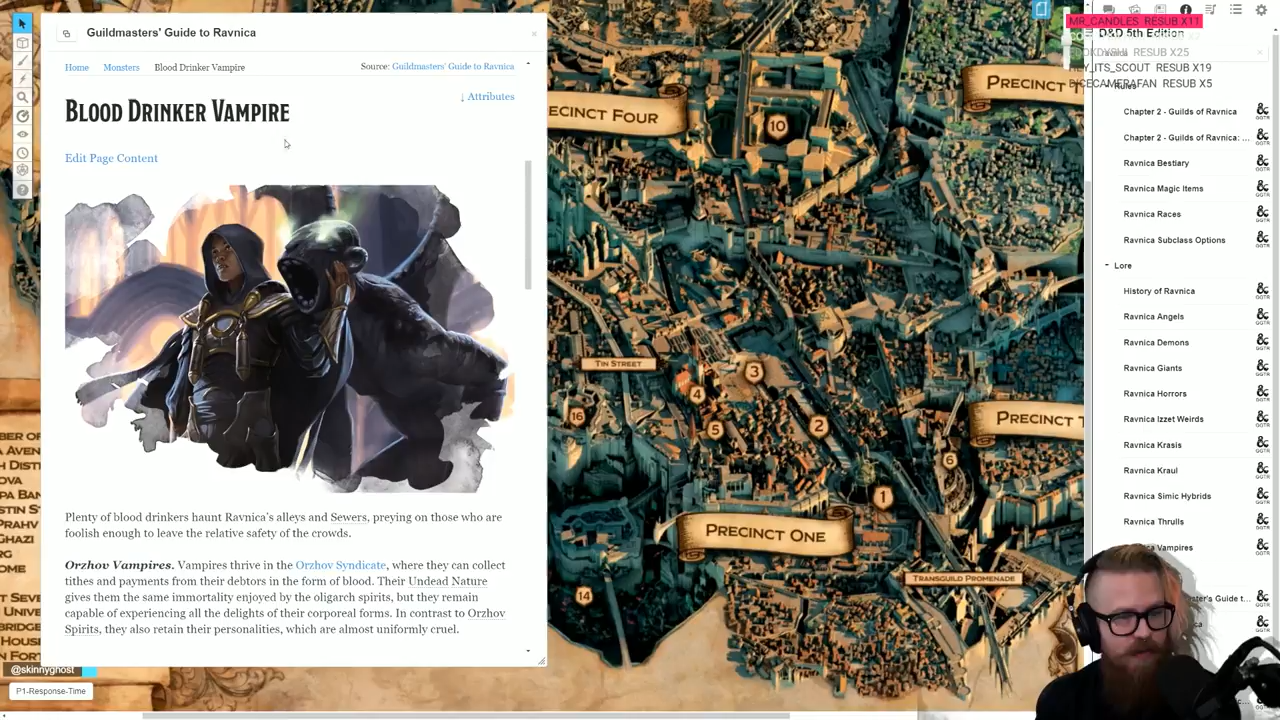 Guildmasters' Guide to Ravnica
Home Monsters Blood Drinker Vampire
Source: Guildmasters' Guide to Ravnica
↓ Attributes
BLOOD DRINKER VAMPIRE
Edit Page Content
Plenty of blood drinkers haunt Ravnica's alleys and Sewers, preying on those who are
foolish enough to leave the relative safety of the crowds.
Orzhov Vampires. Vampires thrive in the Orzhov Syndicate, where they can collect
tithes and payments from their debtors in the form of blood. Their Undead Nature
gives them the same immortality enjoyed by the oligarch spirits, but they remain
capable of experiencing all the delights of their corporeal forms. In contrast to Orzhov
Spirits, they also retain their personalities, which are almost uniformly cruel.
@skinnyghost
P1-Response-Time
ECINCT FOUR
PRECINCT T
10
TIN STREET
3
4
16
5
2
PRECINCT T
6
1
PRECINCT ONE
TRANSGUILD PROMENADE
14
MR_CANDLES RESUB X11
D&D 5th Edition
RESUB X25
HEY_ITS_SCOUT RESUB X19
DICECAMERAFAN RESUB X5
Rules
Chapter 2 - Guilds of Ravnica
Chapter 2 - Guilds of Ravnica: ...
Ravnica Bestiary
Ravnica Magic Items
Ravnica Races
Ravnica Subclass Options
Lore
History of Ravnica
Ravnica Angels
Ravnica Demons
Ravnica Giants
Ravnica Horrors
Ravnica Izzet Weirds
Ravnica Krasis
Ravnica Kraul
Ravnica Simic Hybrids
Ravnica Thrulls
Vampires